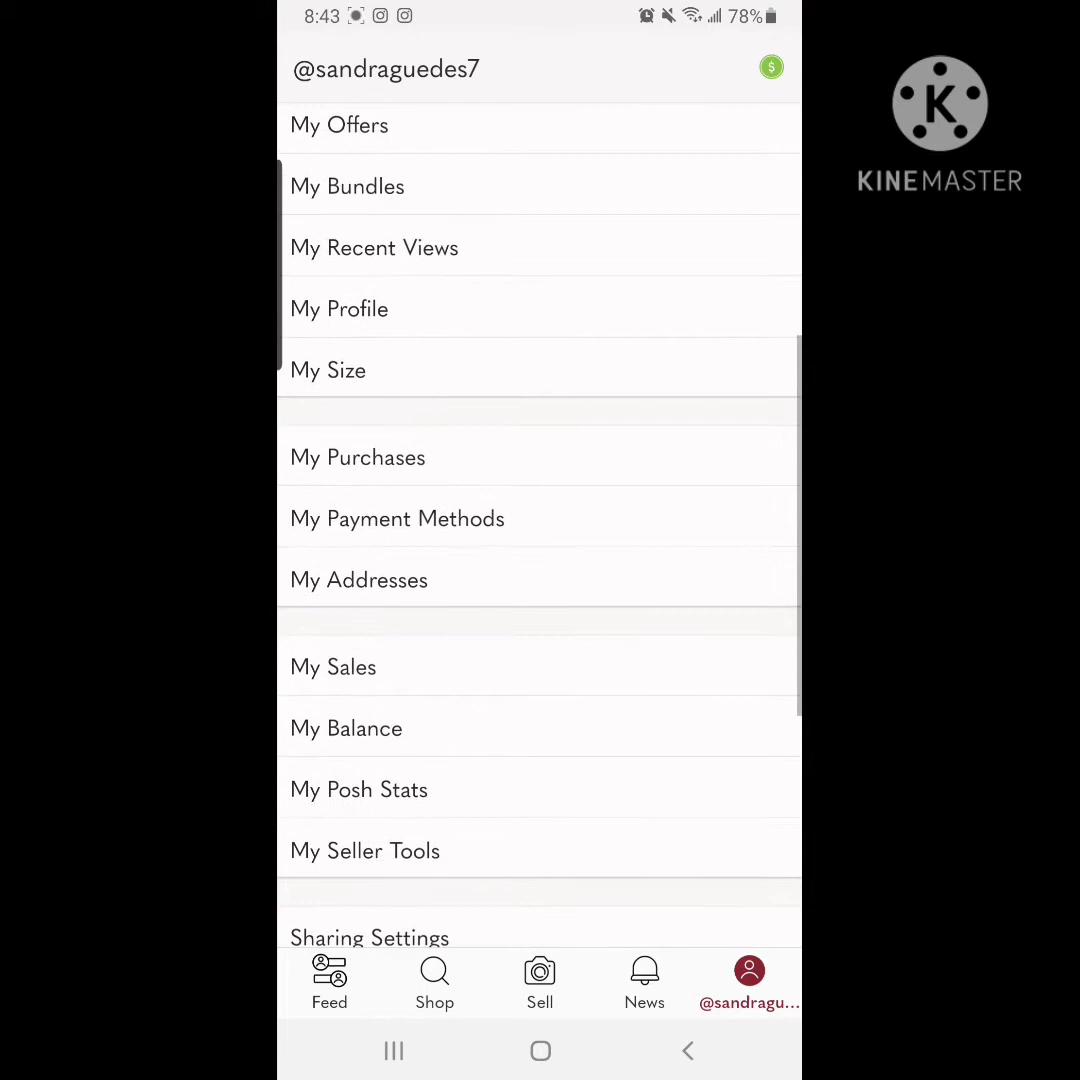 8:43 78%
@sandraguedes7
$
K
KINEMASTER
My Offers
My Bundles
My Recent Views
My Profile
My Size
My Purchases
My Payment Methods
My Addresses
My Sales
My Balance
My Posh Stats
My Seller Tools
Sharing Settings
Feed Shop Sell News @sandragu...